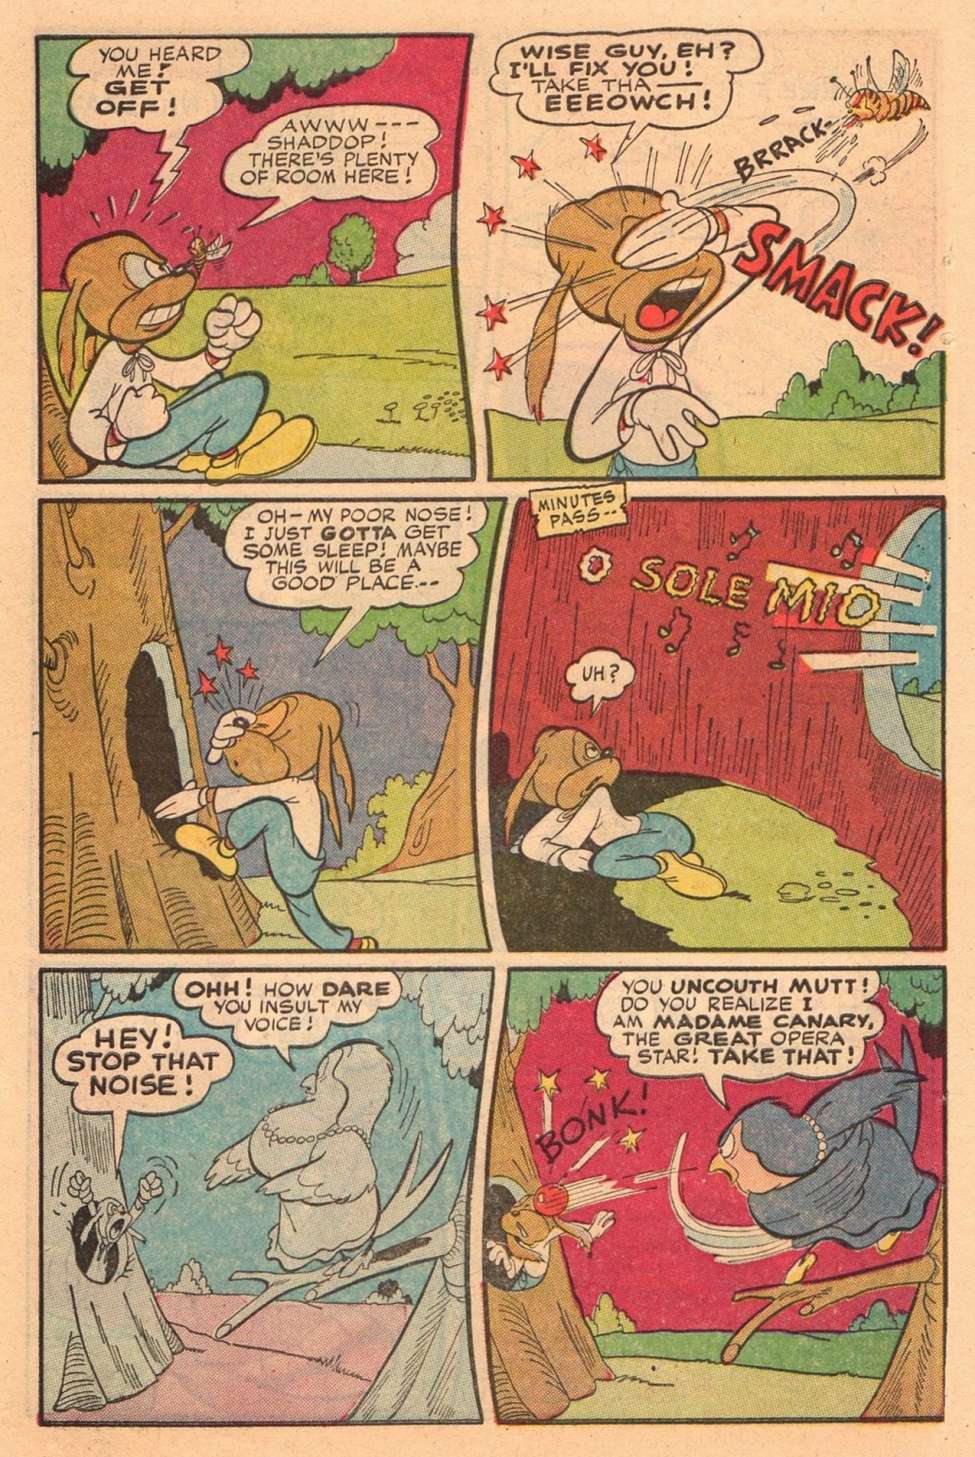 YOU HEARD
ME! GET
OFF!
AWWW---
SHADDOP!
THERE'S PLENTY
OF ROOM HERE!
WISE GUY, EH?
I'LL FIX YOU!
TAKE THA——
EEEOWCH!
BRRACK-
SMACK!
OH-MY POOR NOSE!
I JUST GOTTA GET
SOME SLEEP! MAYBE
THIS WILL BE A
GOOD PLACE--
MINUTES
PASS--
O SOLE MIO
UH?
HEY!
STOP THAT
NOISE!
OHH! HOW DARE
YOU INSULT MY
VOICE!
YOU UNCOUTH MUTT!
DO YOU REALIZE I
AM MADAME CANARY,
THE GREAT OPERA
STAR! TAKE THAT!
BONK!